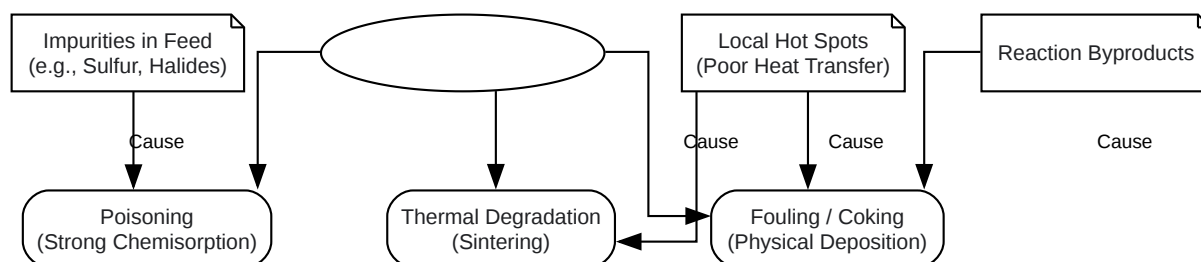 Impurities in Feed
(e.g., Sulfur, Halides)
Local Hot Spots
(Poor Heat Transfer)
Reaction Byproducts
Cause
Cause
Cause
Cause
Poisoning
(Strong Chemisorption)
Thermal Degradation
(Sintering)
Fouling / Coking
(Physical Deposition)